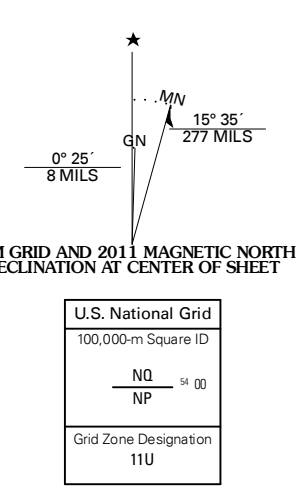 ★
MN
15° 35´
277 MILS
GN
0° 25´
8 MILS
M GRID AND 2011 MAGNETIC NORTH
ECLINATION AT CENTER OF SHEET
U.S. National Grid
100,000-m Square ID
NQ
54 00
NP
Grid Zone Designation
11U